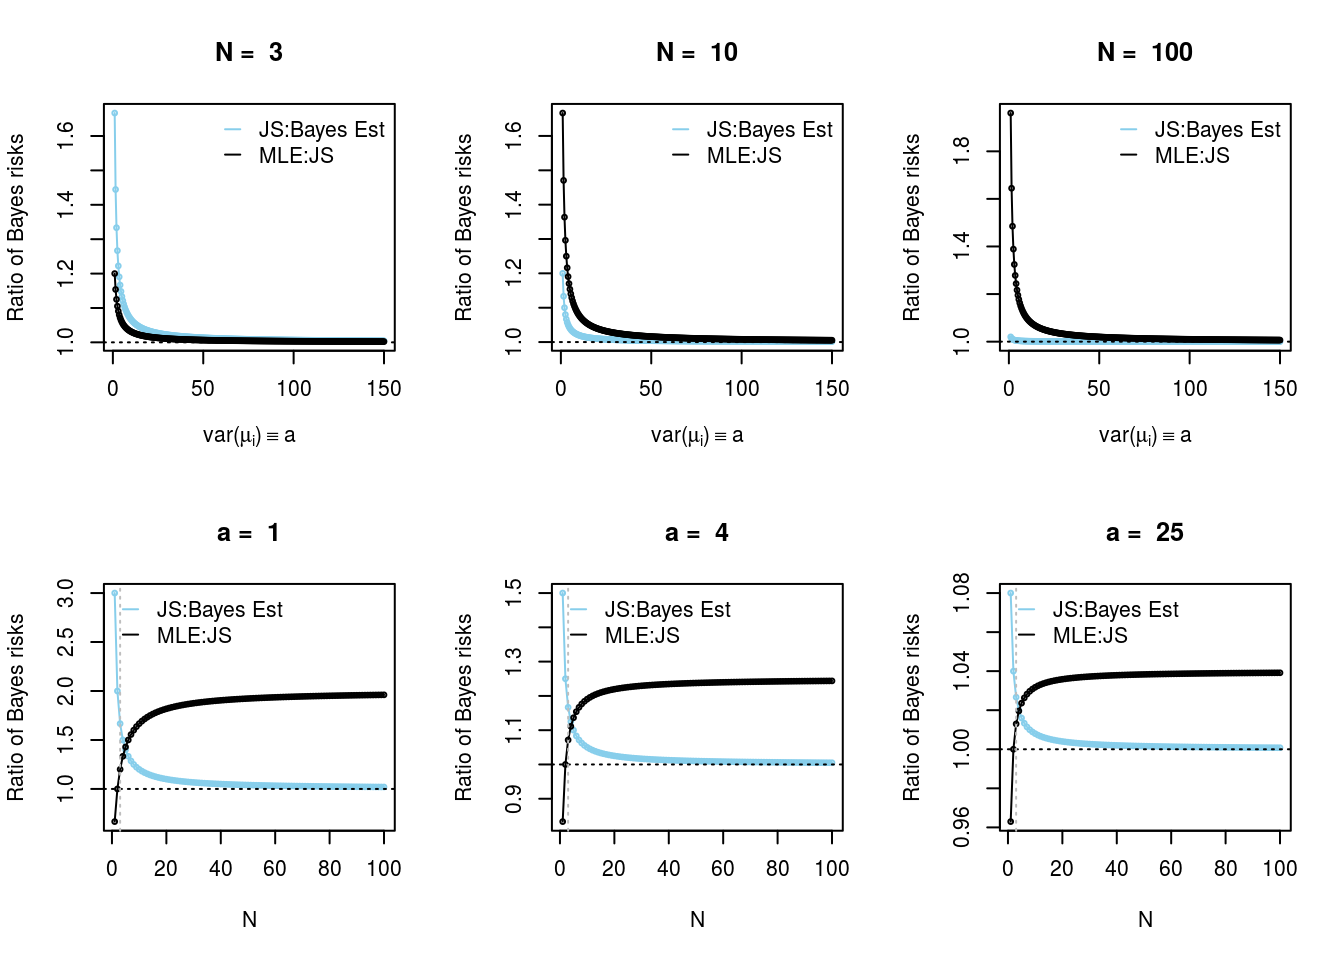 N =  3
JS:Bayes Est
MLE:JS
Ratio of Bayes risks
1.0 1.2 1.4 1.6
0 50 100 150
var(μi) ≡ a
N =  10
JS:Bayes Est
MLE:JS
Ratio of Bayes risks
1.0 1.2 1.4 1.6
0 50 100 150
var(μi) ≡ a
N =  100
JS:Bayes Est
MLE:JS
Ratio of Bayes risks
1.0 1.4 1.8
0 50 100 150
var(μi) ≡ a
a =  1
JS:Bayes Est
MLE:JS
Ratio of Bayes risks
1.0 1.5 2.0 2.5 3.0
0 20 40 60 80 100
N
a =  4
JS:Bayes Est
MLE:JS
Ratio of Bayes risks
0.9 1.1 1.3 1.5
0 20 40 60 80 100
N
a =  25
JS:Bayes Est
MLE:JS
Ratio of Bayes risks
0.96 1.00 1.04 1.08
0 20 40 60 80 100
N